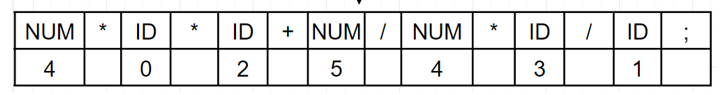 NUM * ID * ID + NUM / NUM * ID / ID ;
4 0 2 5 4 3 1